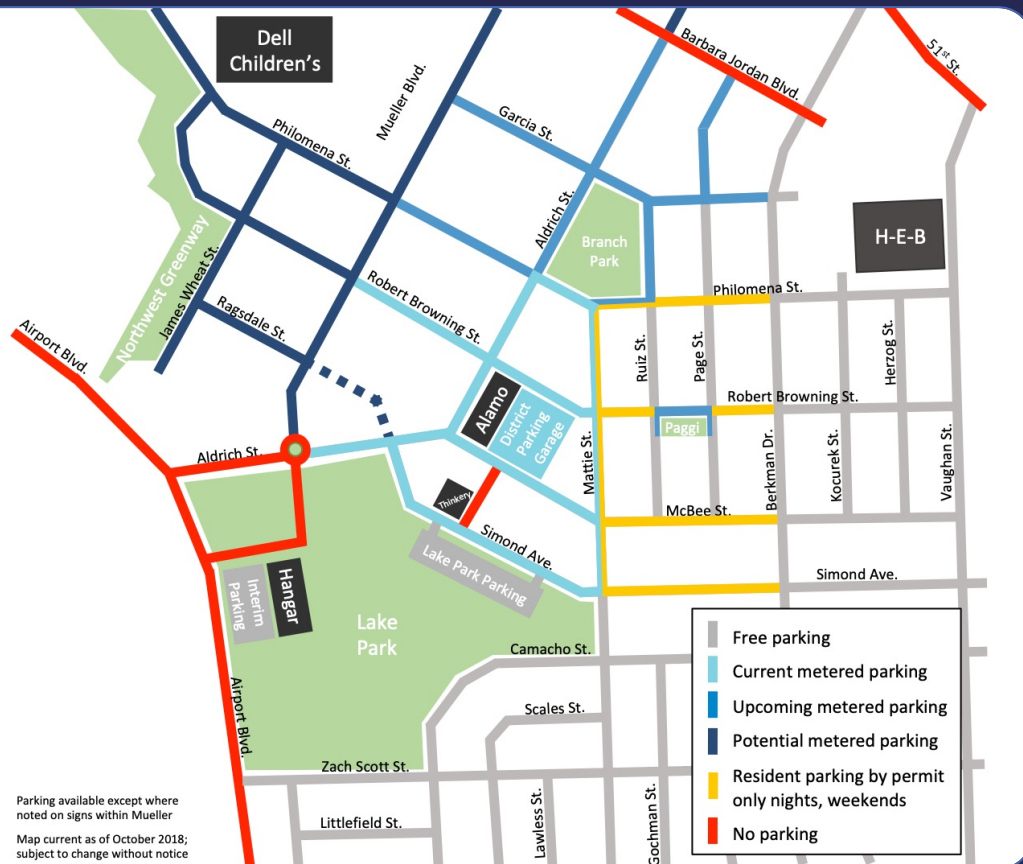 Dell
Children's
Barbara Jordan Blvd.
51st St.
Mueller Blvd.
Garcia St.
Philomena St.
Aldrich St.
Branch
Park
H-E-B
Northwest Greenway
James Wheat St.
Robert Browning St.
Ragsdale St.
Philomena St.
Airport Blvd.
Ruiz St.
Page St.
Herzog St.
Alamo
District
Parking
Garage
Robert Browning St.
Paggi
Mattie St.
Berkman Dr.
Kocurek St.
Vaughan St.
Aldrich St.
Thinkery
McBee St.
Simond Ave.
Lake Park Parking
Simond Ave.
Hangar
Interim
Parking
Lake
Park
Camacho St.
Airport Blvd.
Scales St.
Zach Scott St.
Lawless St.
Gochman St.
Littlefield St.
Free parking
Current metered parking
Upcoming metered parking
Potential metered parking
Resident parking by permit
only nights, weekends
No parking
Parking available except where
noted on signs within Mueller
Map current as of October 2018;
subject to change without notice